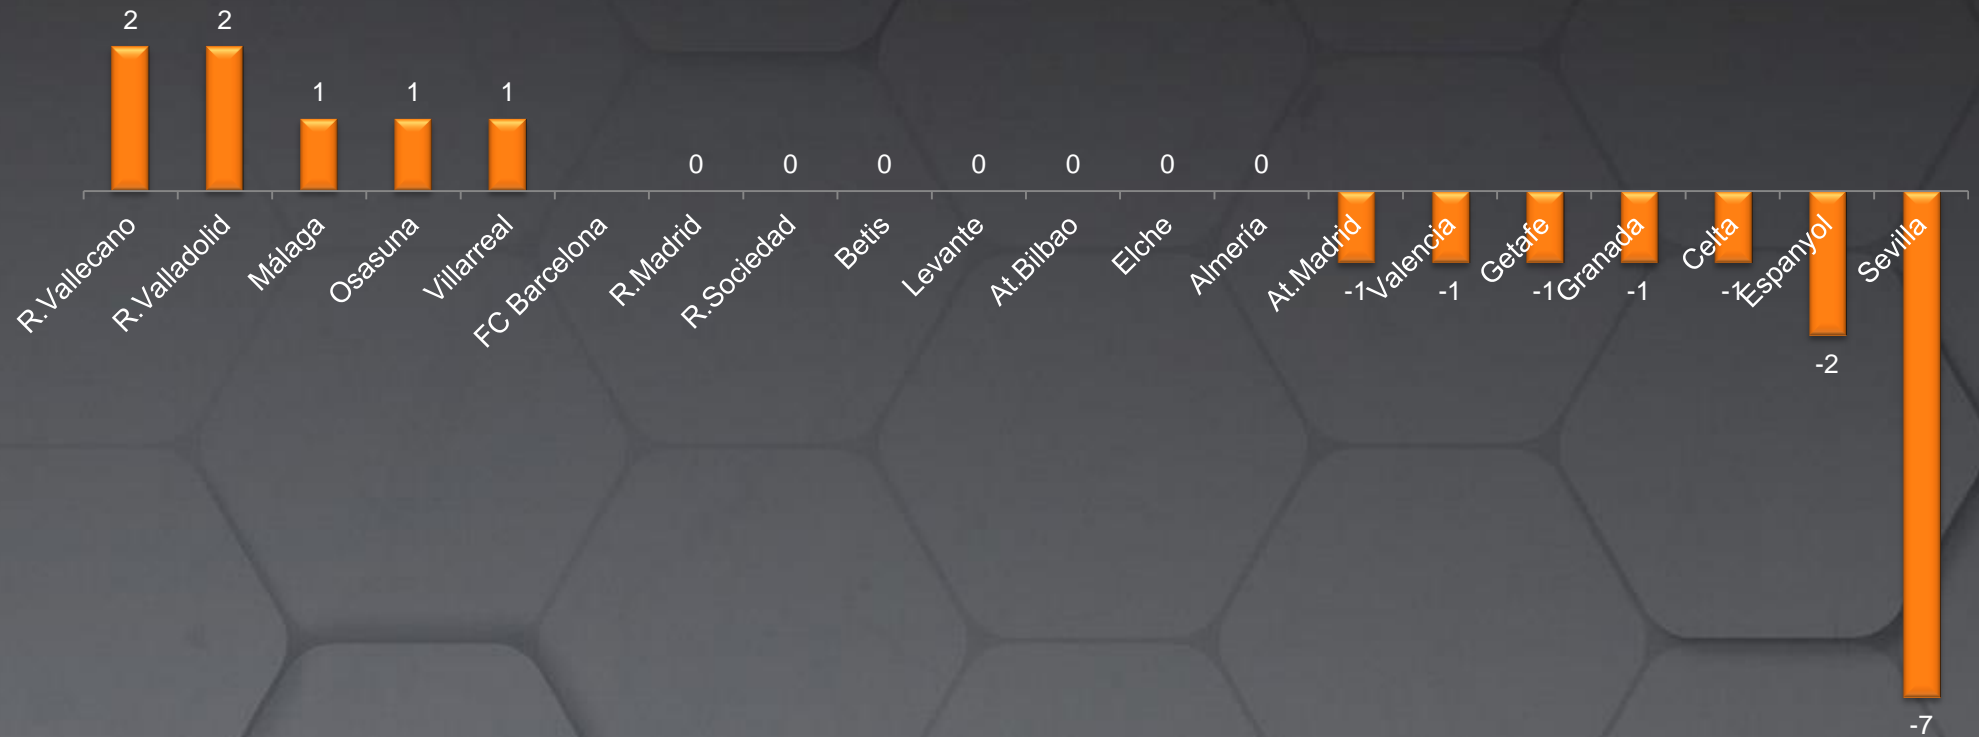 2
2
1
1
1
0
0
0
0
0
0
0
R.Vallecano
R.Valladolid
Málaga
Osasuna
Villarreal
FC Barcelona
R.Madrid
R.Sociedad
Betis
Levante
At.Bilbao
Elche
Almería
At.Madrid
Valencia
Getafe
Granada
Celta
Espanyol
Sevilla
-1
-1
-1
-1
-1
-2
-7